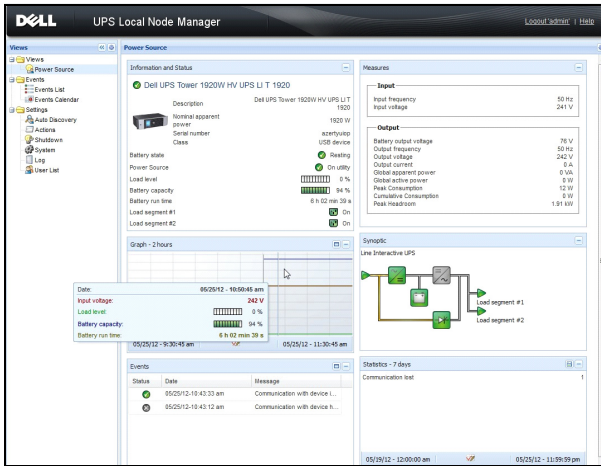 DELL UPS Local Node Manager Logout 'admin' | Help
Views
Views
Power Source
Events
Events List
Events Calendar
Settings
Auto Discovery
Actions
Shutdown
System
Log
User List
Power Source
Information and Status
Dell UPS Tower 1920W HV UPS LI T 1920
Description Dell UPS Tower 1920W HV UPS LI T
1920
Nominal apparent
power 1920 W
Serial number azertyuiop
Class USB device
Battery state Resting
Power Source On utility
Load level 0 %
Battery capacity 94 %
Battery run time 6 h 02 min 39 s
Load segment #1 On
Load segment #2 On
Graph - 2 hours
Date: 05/25/12 - 10:50:45 am
Input voltage: 242 V
Load level: 0 %
Battery capacity: 94 %
Battery run time: 6 h 02 min 39 s
05/25/12 - 9:30:45 am 05/25/12 - 11:30:45 am
Events
Status Date Message
05/25/12-10:43:33 am Communication with device i...
05/25/12-10:43:12 am Communication with device h...
Measures
Input
Input frequency 50 Hz
Input voltage 241 V
Output
Battery output voltage 76 V
Output frequency 50 Hz
Output voltage 242 V
Output current 0 A
Global apparent power 0 VA
Global active power 0 W
Peak Consumption 12 W
Cumulative Consumption 0 W
Peak Headroom 1.91 kW
Synoptic
Line Interactive UPS
Load segment #1
Load segment #2
Statistics - 7 days
Communication lost 1
05/19/12 - 12:00:00 am 05/25/12 - 11:59:59 pm